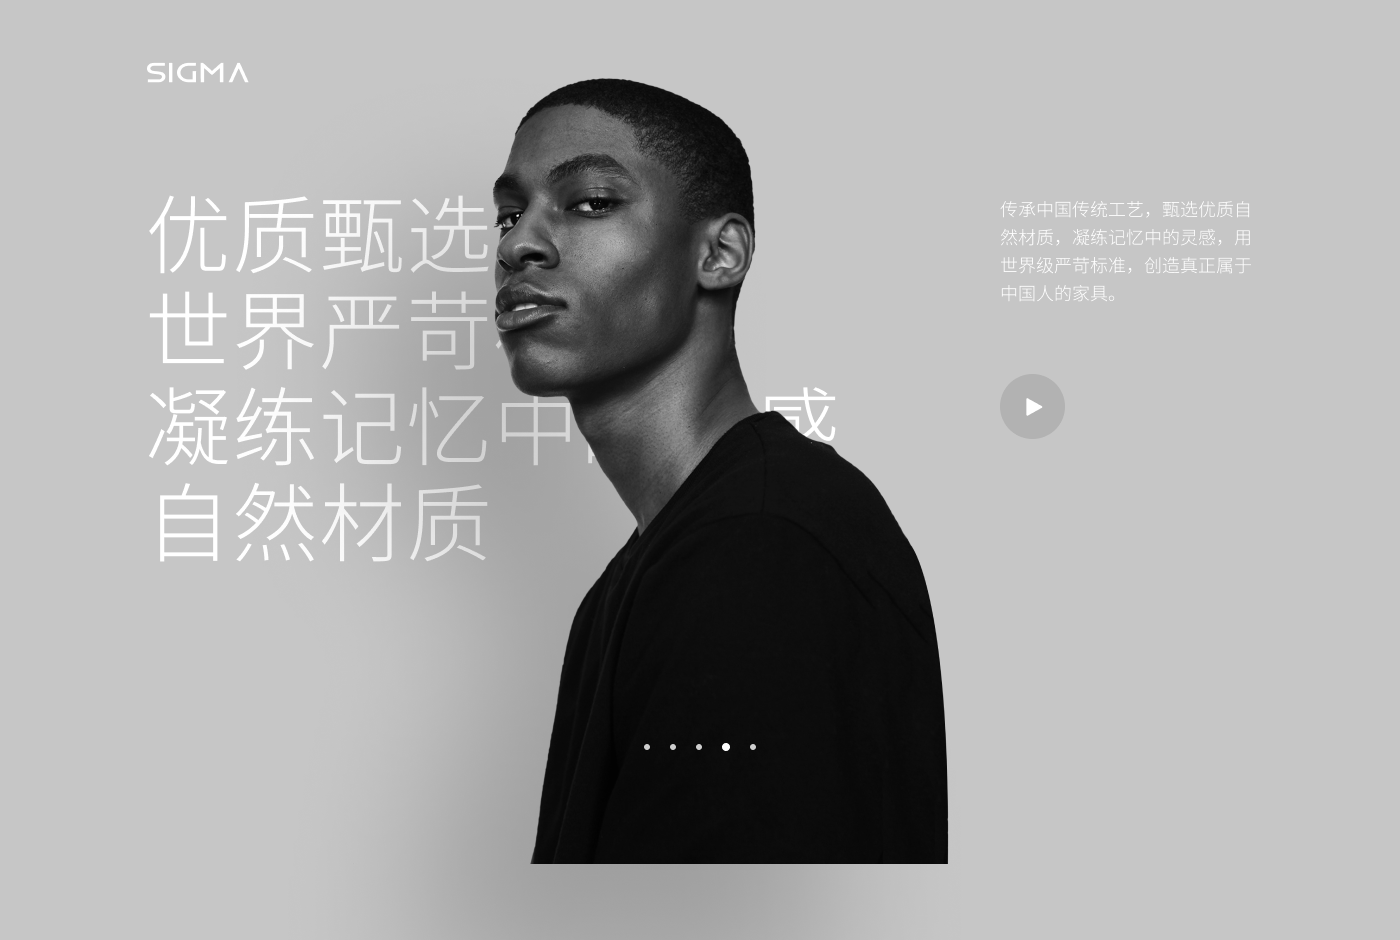 SIGMA
优质甄选
世界严苛
凝练记忆中 感
自然材质
传承中国传统工艺，甄选优质自
然材质，凝练记忆中的灵感，用
世界级严苛标准，创造真正属于
中国人的家具。